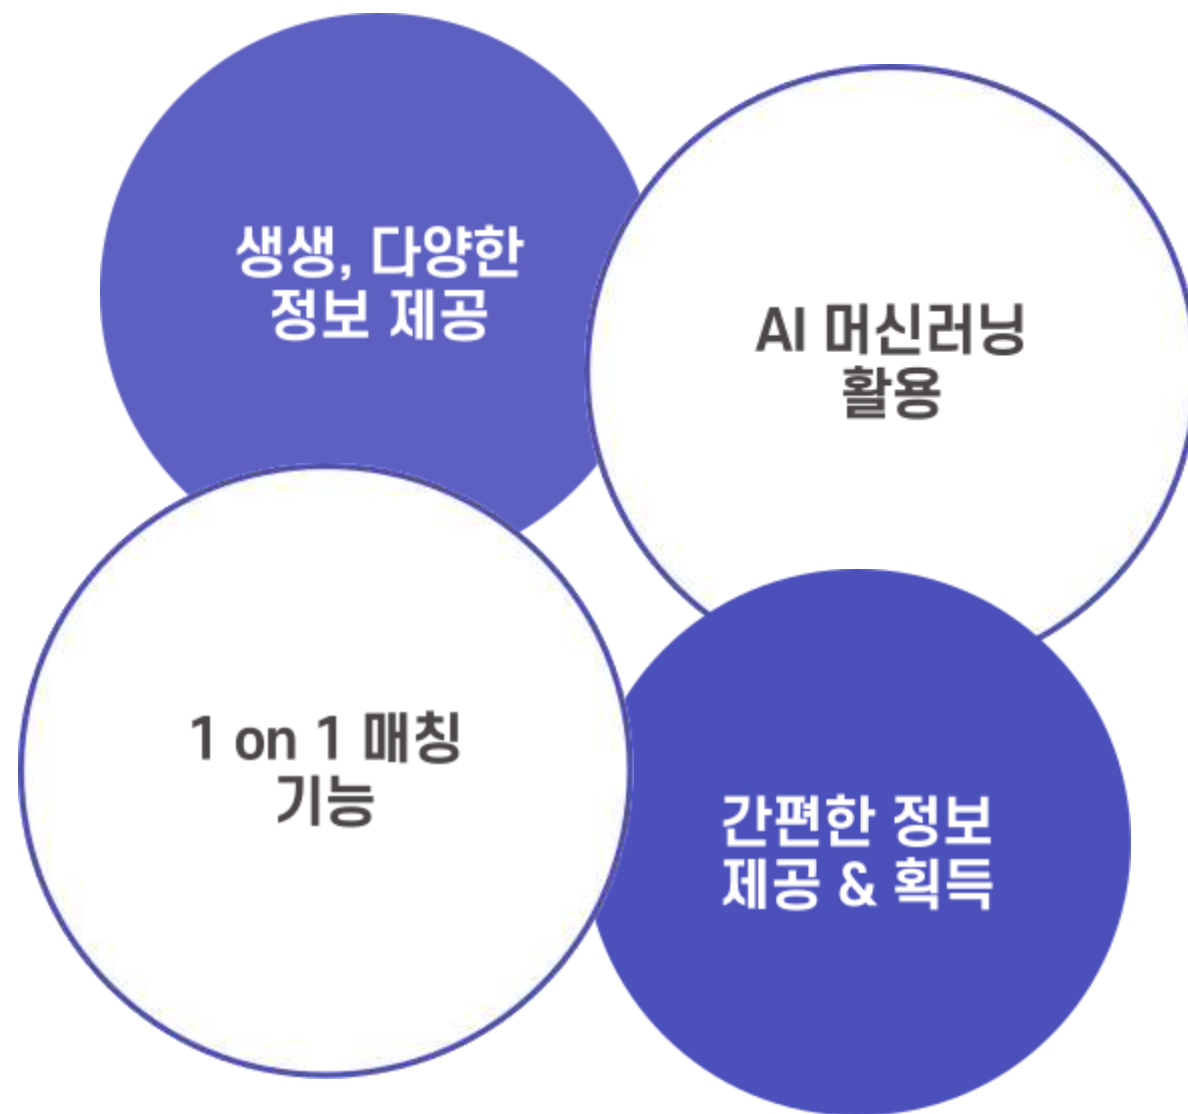 생생, 다양한
정보 제공
AI 머신러닝
활용
1 on 1 매칭
기능
간편한 정보
제공 & 획득